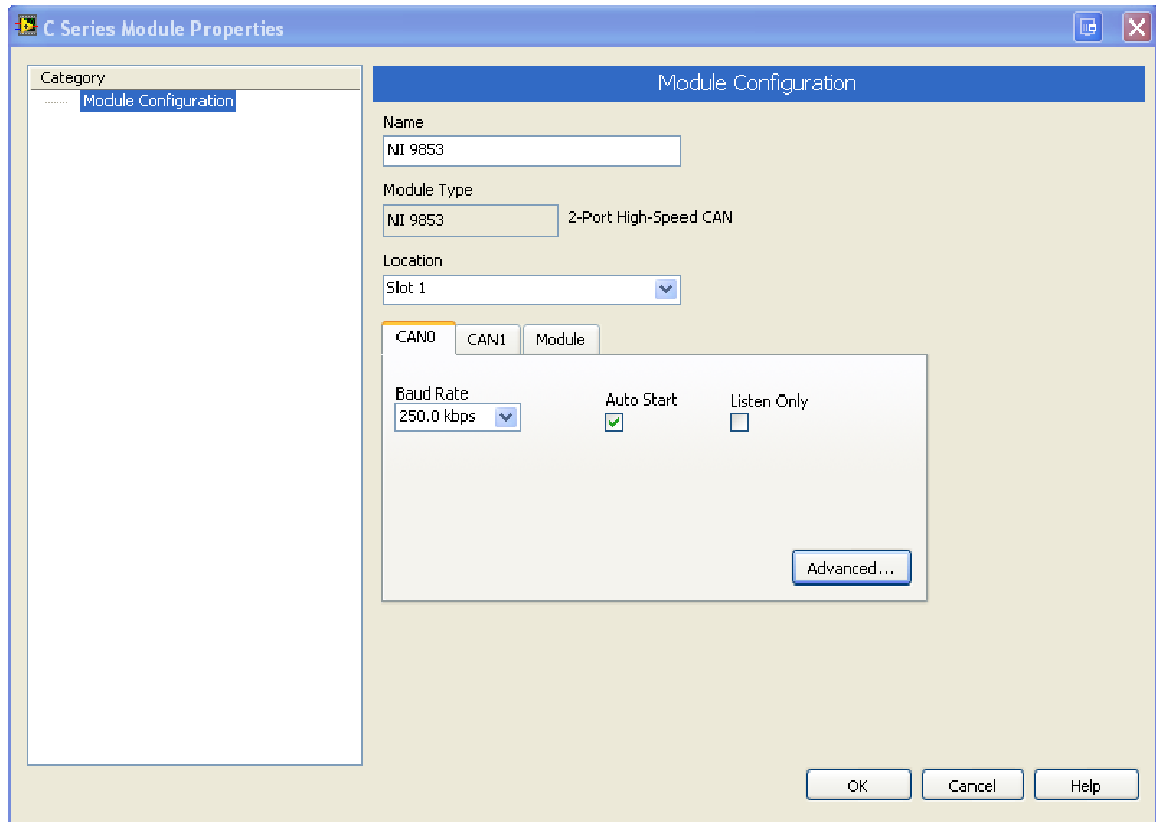 C Series Module Properties
Category
Module Configuration
Module Configuration
Name
NI 9853
Module Type
NI 9853
2-Port High-Speed CAN
Location
Slot 1
CAN0
CAN1
Module
Baud Rate
Auto Start
Listen Only
250.0 kbps
Advanced...
OK
Cancel
Help